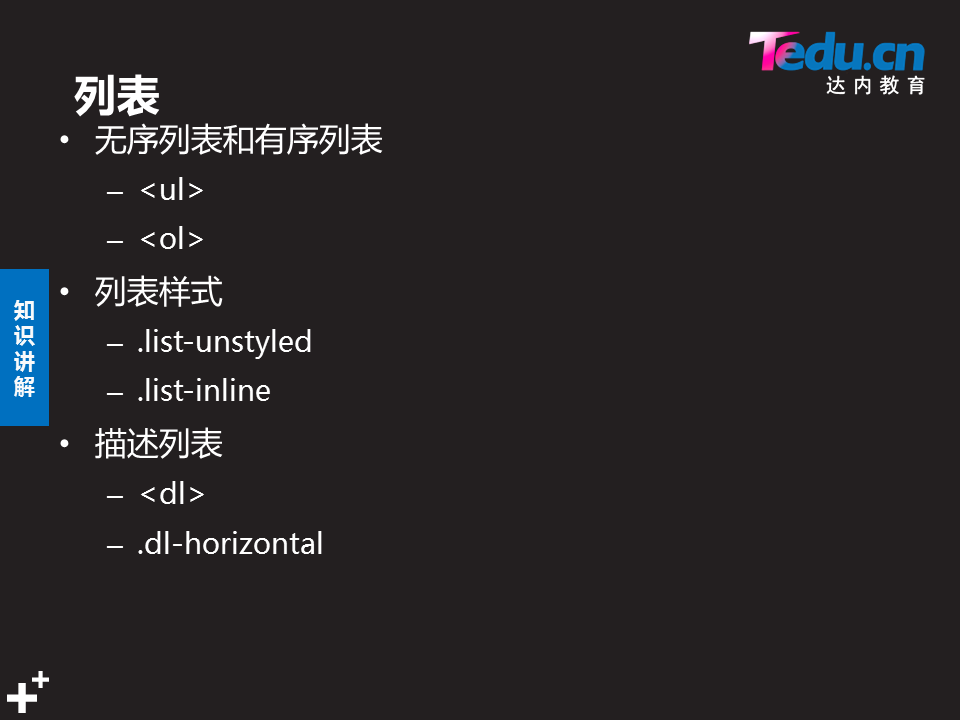 Tedu.cn
达内教育
列表
• 无序列表和有序列表
– <ul>
– <ol>
• 列表样式
– .list-unstyled
– .list-inline
• 描述列表
– <dl>
– .dl-horizontal
知识讲解